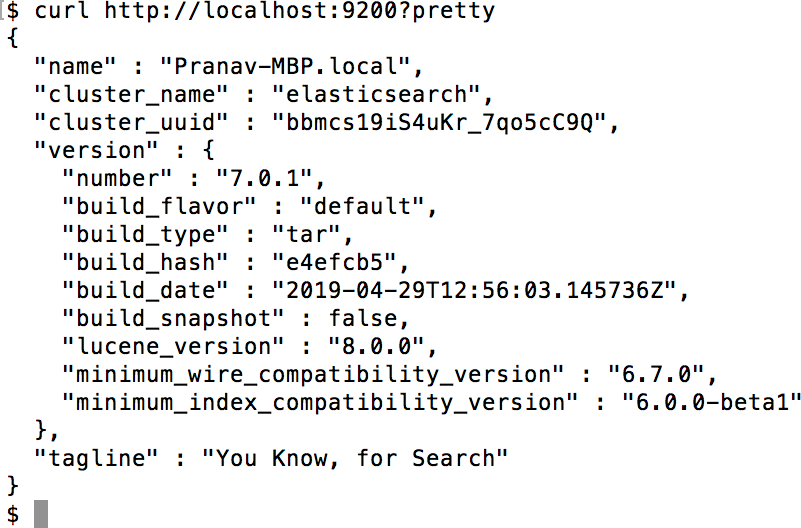 $ curl http://localhost:9200?pretty
{
  "name" : "Pranav-MBP.local",
  "cluster_name" : "elasticsearch",
  "cluster_uuid" : "bbmcs19iS4uKr_7qo5cC9Q",
  "version" : {
    "number" : "7.0.1",
    "build_flavor" : "default",
    "build_type" : "tar",
    "build_hash" : "e4efcb5",
    "build_date" : "2019-04-29T12:56:03.145736Z",
    "build_snapshot" : false,
    "lucene_version" : "8.0.0",
    "minimum_wire_compatibility_version" : "6.7.0",
    "minimum_index_compatibility_version" : "6.0.0-beta1"
  },
  "tagline" : "You Know, for Search"
}
$